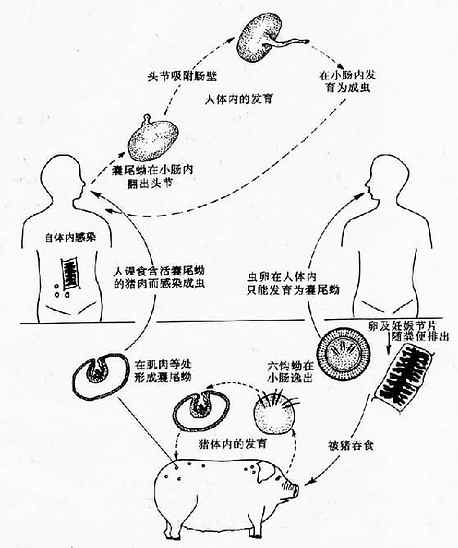 头节吸附肠壁
在小肠内发
育为成虫
人体内的发育
囊尾蚴在小肠内
翻出头节
自体内感染
人误食含活囊尾蚴
的猪肉而感染成虫
虫卵在人体内
只能发育为囊尾蚴
卵及妊娠节片
随粪便排出
在肌肉等处
形成囊尾蚴
六钩蚴在
小肠逸出
猪体内的发育
被猪吞食